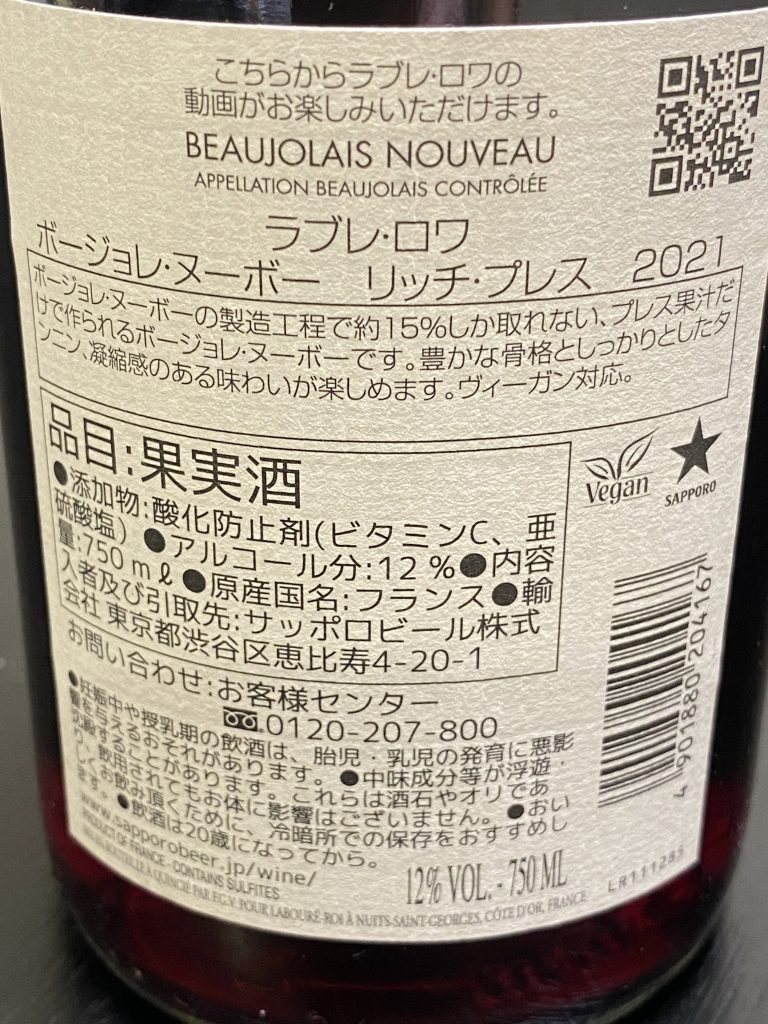 こちらからラブレ・ロワの
動画がお楽しみいただけます。
BEAUJOLAIS NOUVEAU
APPELLATION BEAUJOLAIS CONTRÔLÉE
ラブレ・ロワ
ボージョレ・ヌーボー リッチ・プレス 2021
ボージョレ・ヌーボーの製造工程で約15%しか取れない、プレス果汁だ
けで作られるボージョレ・ヌーボーです。豊かな骨格としっかりとしたタ
ンニン、凝縮感のある味わいが楽しめます。ヴィーガン対応。
品目:果実酒
●添加物:酸化防止剤(ビタミンC、亜
硫酸塩) ●アルコール分:12%●内容
量:750mℓ●原産国名:フランス●輸
入者及び引取先:サッポロビール株式
会社 東京都渋谷区恵比寿4-20-1
Vegan
SAPPORO
お問い合わせ:お客様センター
0120-207-800
●妊娠中や授乳期の飲酒は、胎児・乳児の発育に悪影
響を与えるおそれがあります。●中味成分等が浮遊・
沈殿することがあります。これらは酒石やオリであ
り、飲用されてもお体に影響はございません。●おい
しくお飲み頂くために、冷暗所での保存をおすすめし
ます。●飲酒は20歳になってから。
www.sapporobeer.jp/wine/
PRODUCT OF FRANCE - CONTAINS SULFITES
12% VOL. - 750 ML
MIS EN BOUTEILLE À QUINCIÉ PAR F.G.V. POUR LABOURÉ-ROI À NUITS-SAINT-GEORGES, CÔTE D'OR, FRANCE
LR111285
4 901880 204167